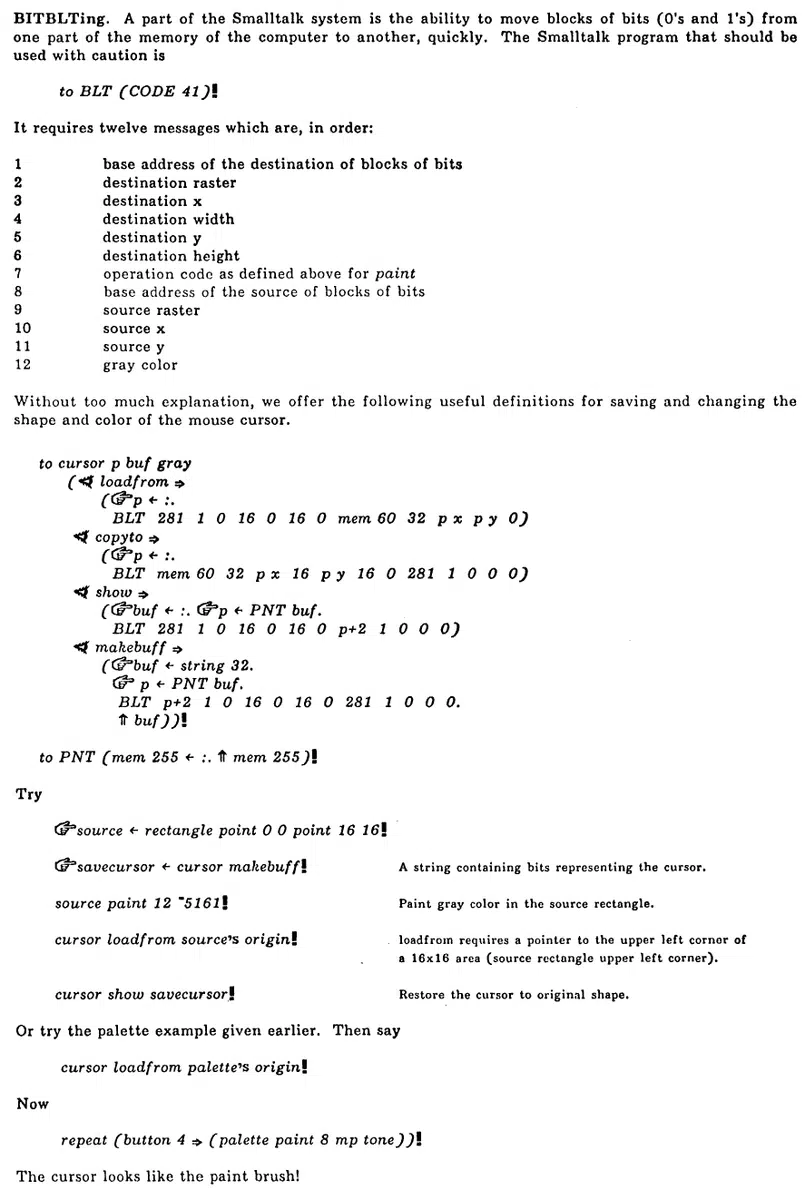 BITBLTing. A part of the Smalltalk system is the ability to move blocks of bits (0's and 1's) from
one part of the memory of the computer to another, quickly. The Smalltalk program that should be
used with caution is
to BLT (CODE 41)!
It requires twelve messages which are, in order:
1 base address of the destination of blocks of bits
2 destination raster
3 destination x
4 destination width
5 destination y
6 destination height
7 operation code as defined above for paint
8 base address of the source of blocks of bits
9 source raster
10 source x
11 source y
12 gray color
Without too much explanation, we offer the following useful definitions for saving and changing the
shape and color of the mouse cursor.
to cursor p buf gray
(⊲ loadfrom ⇒
(☞p ← :.
BLT 281 1 0 16 0 16 0 mem 60 32 p x p y 0)
⊲ copyto ⇒
(☞p ← :.
BLT mem 60 32 p x 16 p y 16 0 281 1 0 0 0)
⊲ show ⇒
(☞buf ← :. ☞p ← PNT buf.
BLT 281 1 0 16 0 16 0 p+2 1 0 0 0)
⊲ makebuff ⇒
(☞buf ← string 32.
☞ p ← PNT buf.
BLT p+2 1 0 16 0 16 0 281 1 0 0 0.
⇑ buf))!
to PNT (mem 255 ← :. ⇑ mem 255)!
Try
☞source ← rectangle point 0 0 point 16 16!
☞savecursor ← cursor makebuff! A string containing bits representing the cursor.
source paint 12 ¯5161! Paint gray color in the source rectangle.
cursor loadfrom source's origin! loadfrom requires a pointer to the upper left corner of
a 16x16 area (source rectangle upper left corner).
cursor show savecursor! Restore the cursor to original shape.
Or try the palette example given earlier. Then say
cursor loadfrom palette's origin!
Now
repeat (button 4 ⇒ (palette paint 8 mp tone))!
The cursor looks like the paint brush!